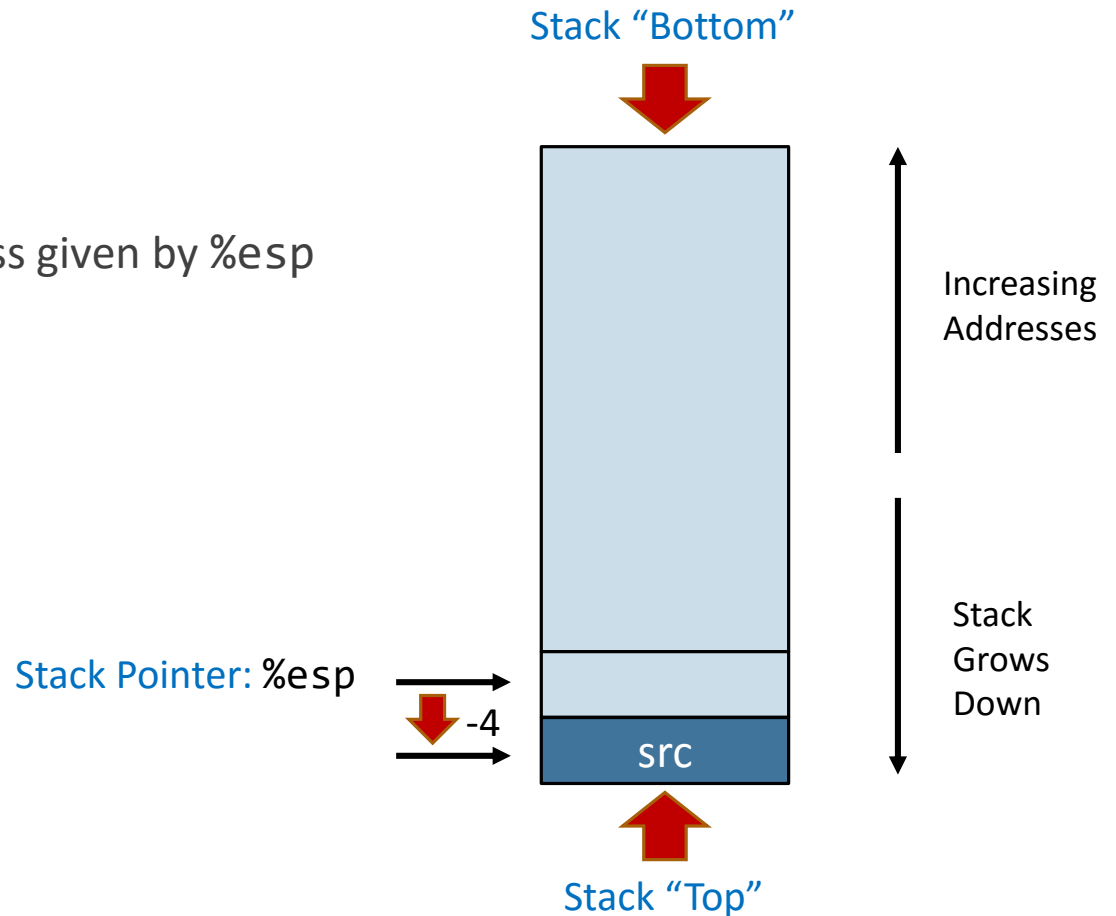 Stack “Bottom”
ss given by %esp
Increasing
Addresses
Stack
Grows
Down
Stack Pointer: %esp
-4
src
Stack “Top”